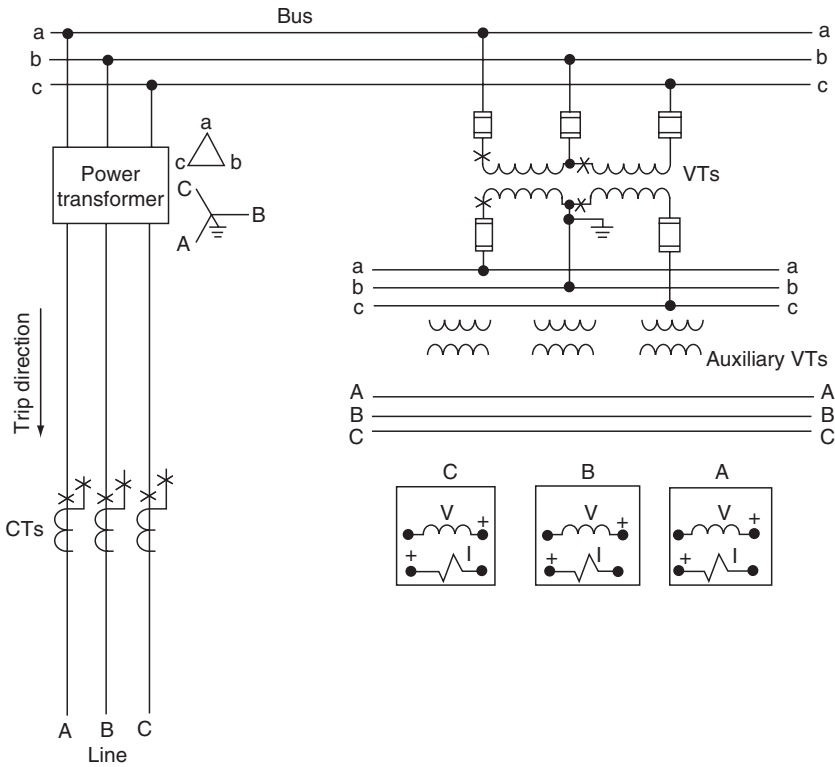 Bus
a a
b b
c c
a
c b
Power
transformer
C
B
A
VTs
a a
b b
c c
Auxiliary VTs
Trip direction
A A
B B
C C
C B A
V + V + V +
+ I + I + I
CTs
A B C
Line